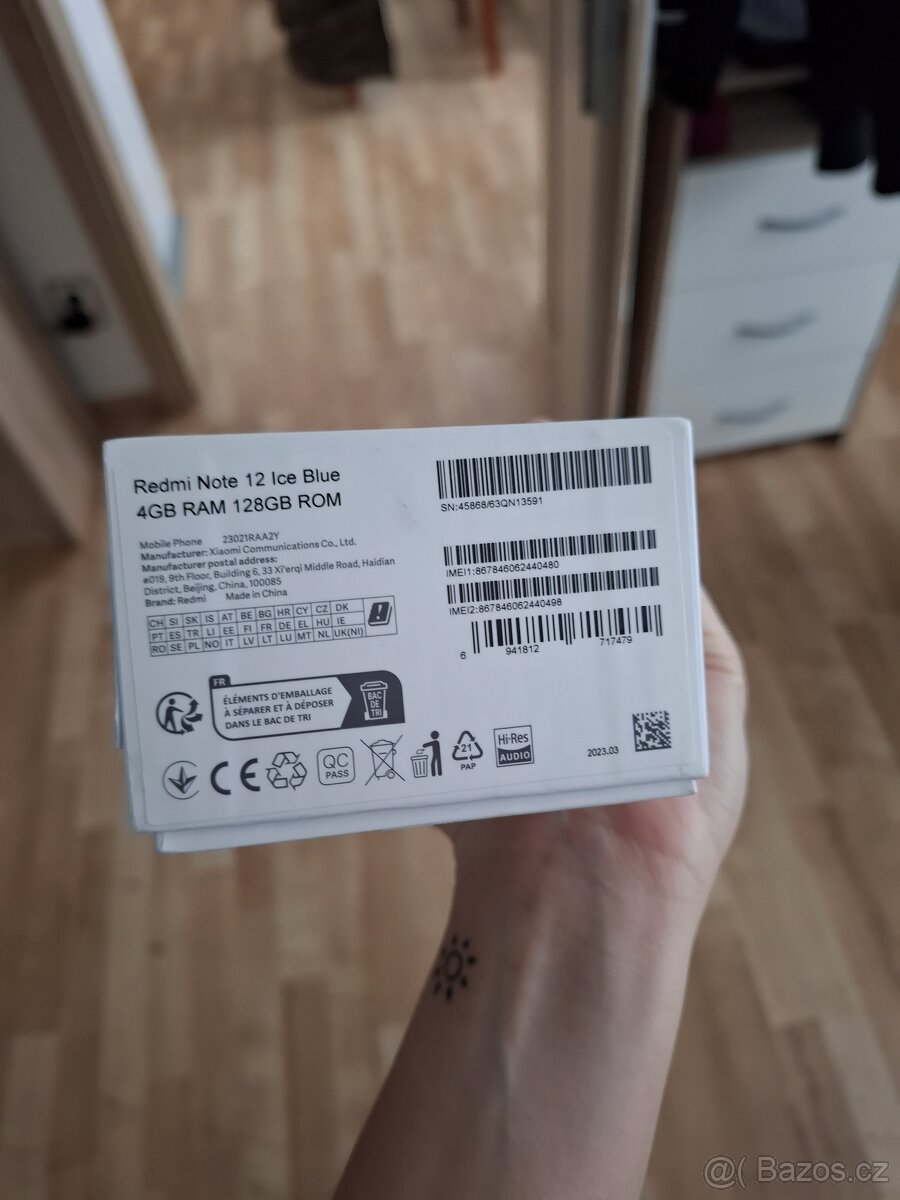 Redmi Note 12 Ice Blue
4GB RAM 128GB ROM
Mobile Phone 23021RAA2Y
Manufacturer: Xiaomi Communications Co., Ltd.
Manufacturer postal address:
#019, 9th Floor, Building 6, 33 Xi'erqi Middle Road, Haidian
District, Beijing, China, 100085
Brand: Redmi Made in China
CH SI SK IS AT BE BG HR CY CZ DK
PT ES TR LI EE FI FR DE EL HU IE
RO SE PL NO IT LV LT LU MT NL UK(NI)
SN:45868/63QN13591
IMEI1:867846062440480
IMEI2:867846062440498
6 941812 717479
FR
ÉLÉMENTS D'EMBALLAGE
À SÉPARER ET À DÉPOSER
DANS LE BAC DE TRI
BAC
DE
TRI
CE
QC
PASS
21
PAP
Hi-Res
AUDIO
2023.03
@( Bazos.cz